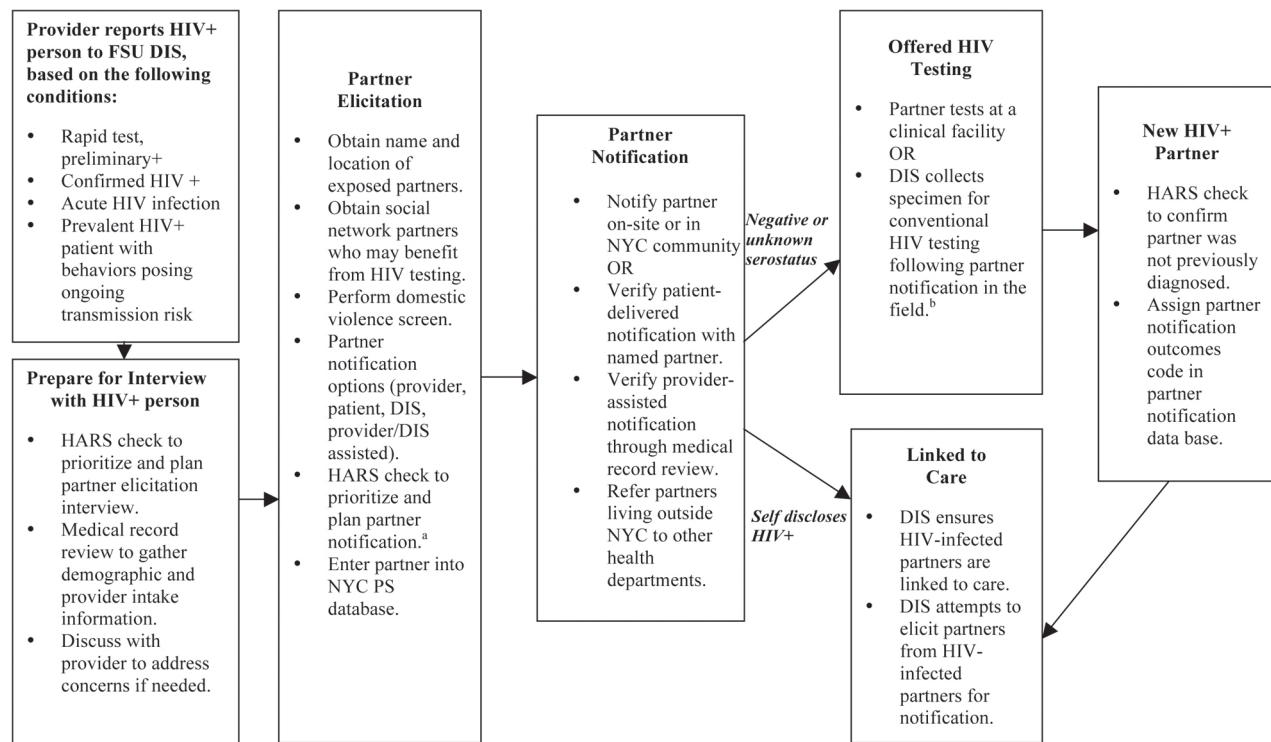 Provider reports HIV+
person to FSU DIS,
based on the following
conditions:
• Rapid test,
preliminary+
• Confirmed HIV +
• Acute HIV infection
• Prevalent HIV+
patient with
behaviors posing
ongoing
transmission risk
Prepare for Interview
with HIV+ person
• HARS check to
prioritize and plan
partner elicitation
interview.
• Medical record
review to gather
demographic and
provider intake
information.
• Discuss with
provider to address
concerns if needed.
Partner
Elicitation
• Obtain name and
location of
exposed partners.
• Obtain social
network partners
who may benefit
from HIV testing.
• Perform domestic
violence screen.
• Partner
notification
options (provider,
patient, DIS,
provider/DIS
assisted).
• HARS check to
prioritize and
plan partner
notification.a
• Enter partner into
NYC PS
database.
Partner
Notification
• Notify partner
on-site or in
NYC community
OR
• Verify patient-
delivered
notification with
named partner.
• Verify provider-
assisted
notification
through medical
record review.
• Refer partners
living outside
NYC to other
health
departments.
Negative or
unknown
serostatus
Self discloses
HIV+
Offered HIV
Testing
• Partner tests at a
clinical facility
OR
• DIS collects
specimen for
conventional
HIV testing
following partner
notification in the
field.b
Linked to
Care
• DIS ensures
HIV-infected
partners are
linked to care.
• DIS attempts to
elicit partners
from HIV-
infected
partners for
notification.
New HIV+
Partner
• HARS check
to confirm
partner was
not previously
diagnosed.
• Assign partner
notification
outcomes
code in
partner
notification
data base.